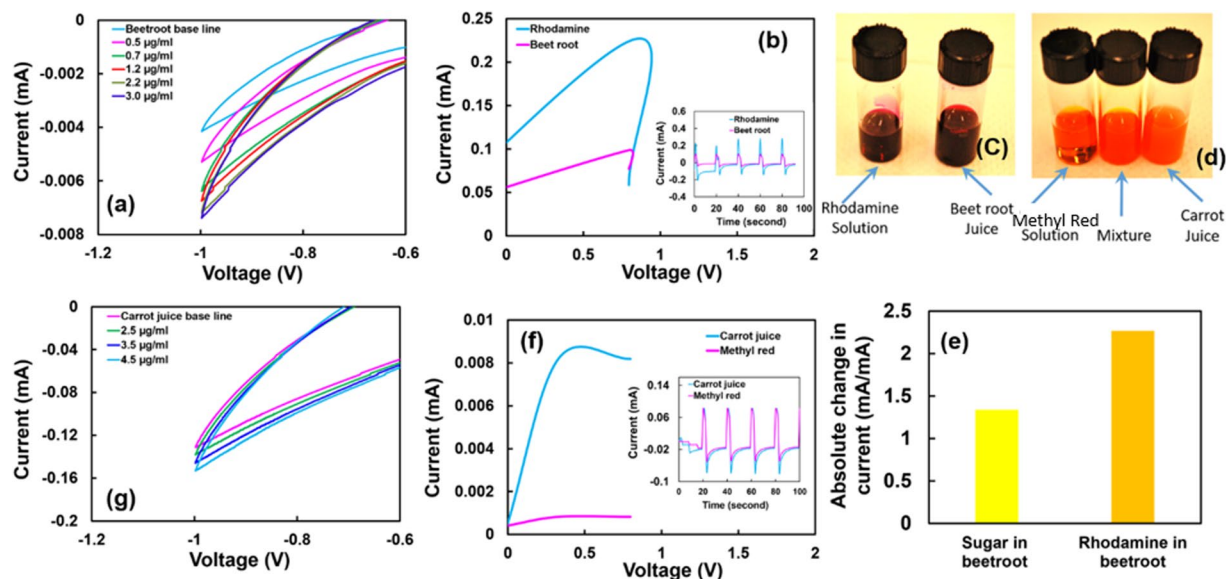 (a)
Beetroot base line
0.5 µg/ml
0.7 µg/ml
1.2 µg/ml
2.2 µg/ml
3.0 µg/ml
Current (mA)
0
-0.002
-0.004
-0.006
-0.008
-1.2
-1
-0.8
-0.6
Voltage (V)
(b)
Rhodamine
Beet root
Current (mA)
0.25
0.2
0.15
0.1
0.05
0
0
0.5
1
1.5
2
Voltage (V)
Rhodamine
Beet root
Current (mA)
0.6
0.4
0.2
0
-0.2
-0.4
0
20
40
60
80
100
Time (second)
(C)
Rhodamine
Solution
Beet root
Juice
(d)
Methyl Red
Solution
Mixture
Carrot
Juice
(g)
Carrot juice base line
2.5 µg/ml
3.5 µg/ml
4.5 µg/ml
Current (mA)
0
-0.04
-0.08
-0.12
-0.16
-0.2
-1.2
-1
-0.8
-0.6
Voltage (V)
(f)
Carrot juice
Methyl red
Current (mA)
0.01
0.008
0.006
0.004
0.002
0
0
0.5
1
1.5
2
Voltage (V)
Carrot juice
Methyl red
Current (mA)
0.14
0.06
-0.02
-0.1
0
20
40
60
80
100
Time (second)
(e)
Absolute change in
current (mA/mA)
2.5
2
1.5
1
0.5
0
Sugar in
beetroot
Rhodamine in
beetroot